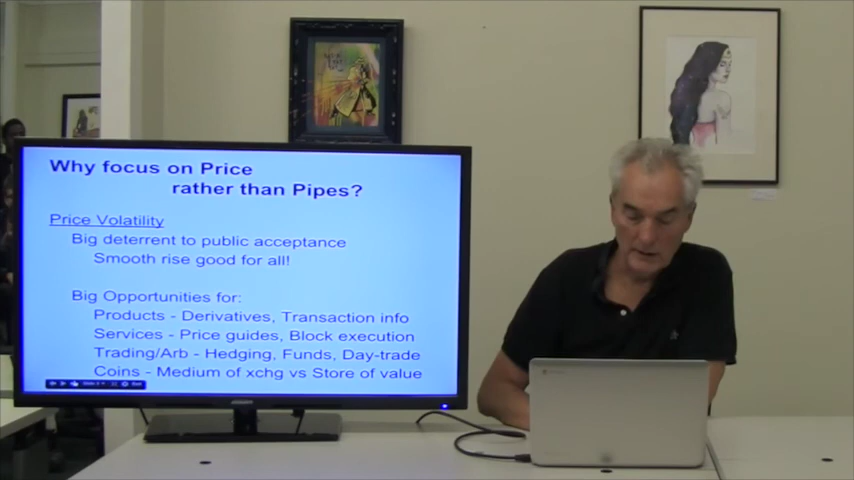 Why focus on Price
rather than Pipes?
Price Volatility
Big deterrent to public acceptance
Smooth rise good for all!
Big Opportunities for:
Products - Derivatives, Transaction info
Services - Price guides, Block execution
Trading/Arb - Hedging, Funds, Day-trade
Coins - Medium of xchg vs Store of value